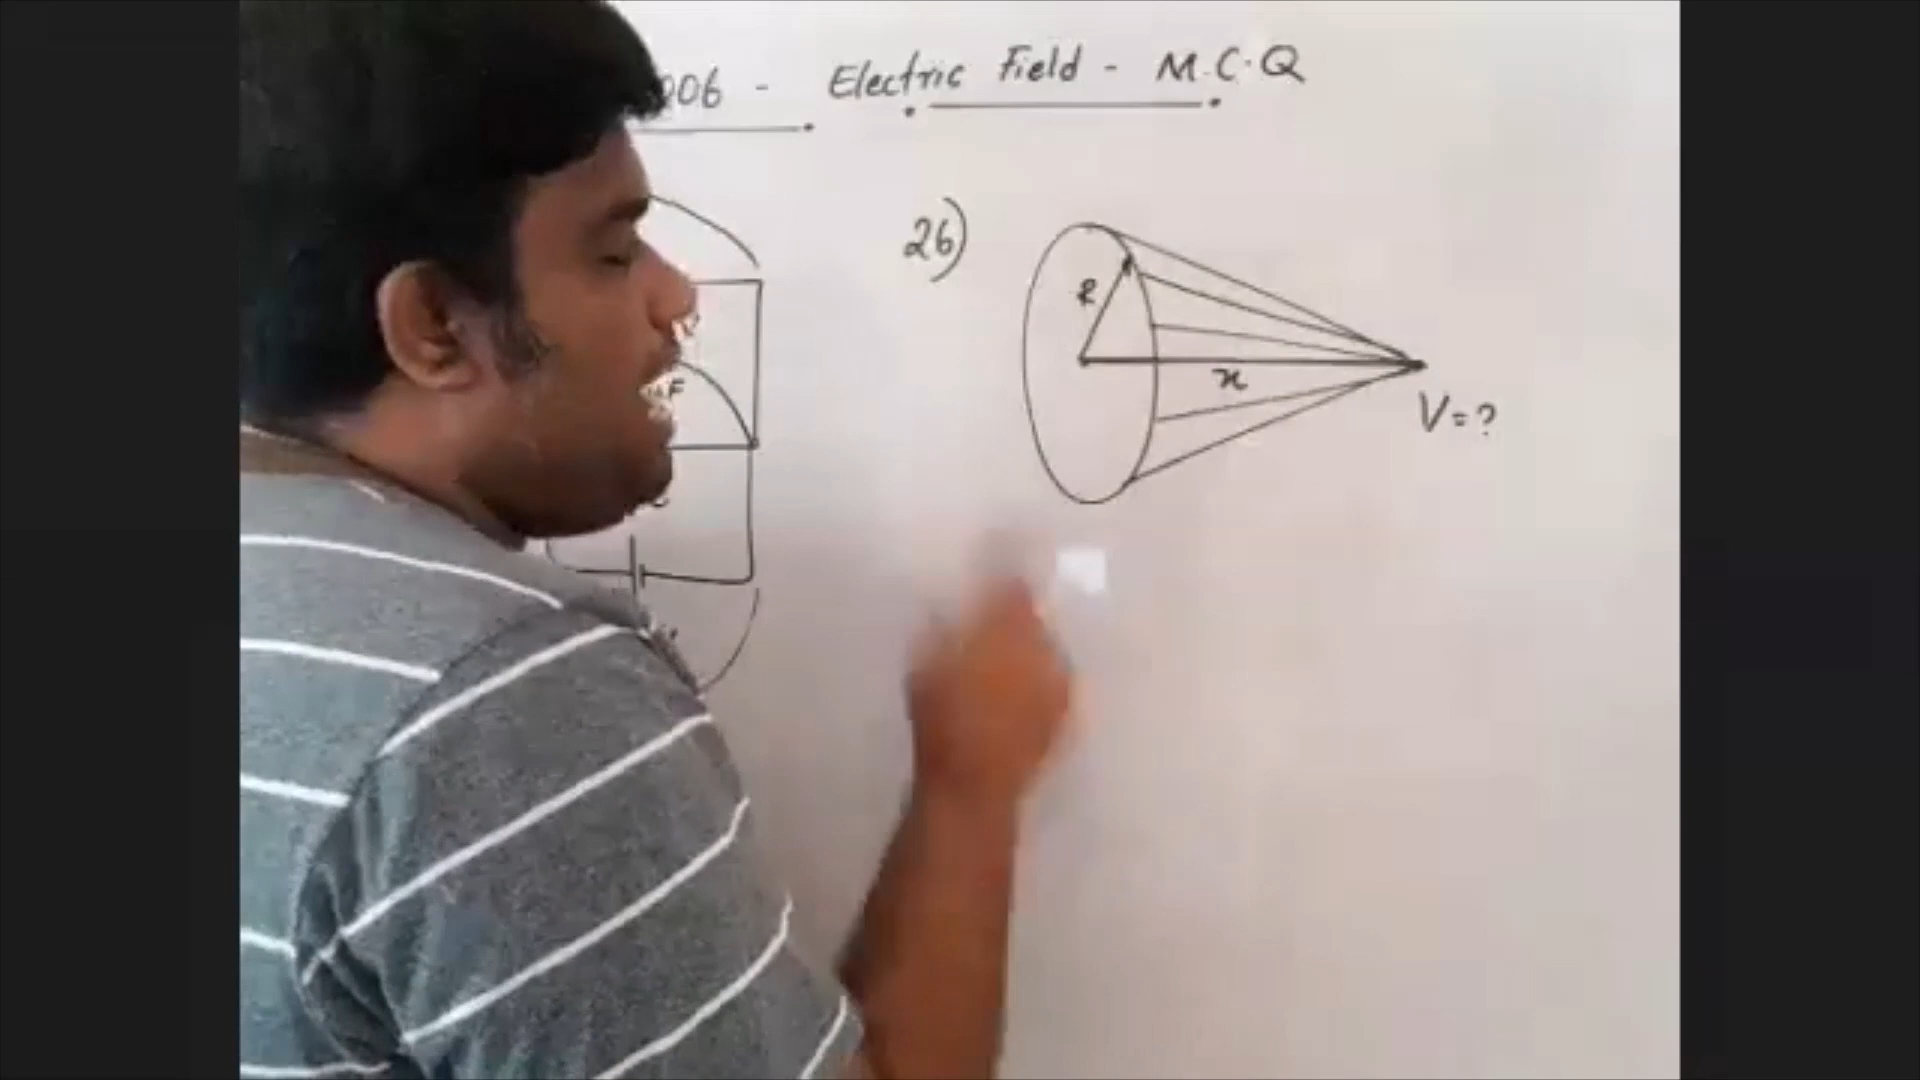 006 - Electric Field - M.C.Q
26)
R
x
V=?
F